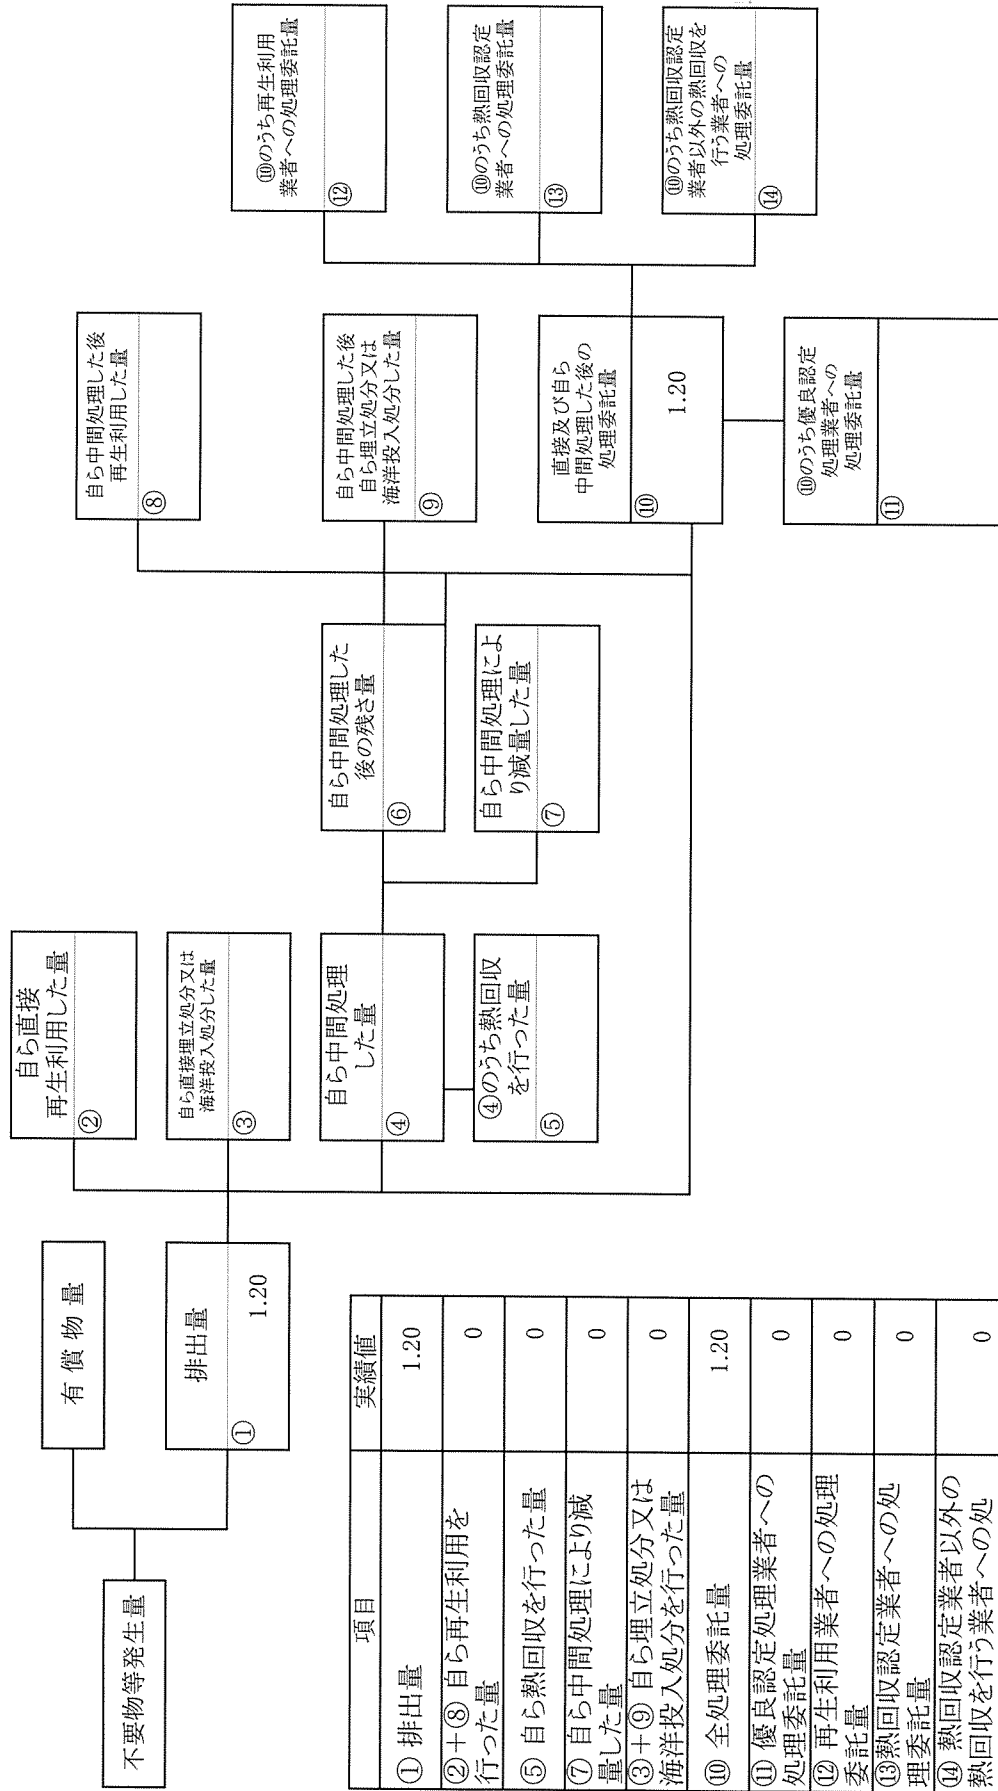 不要物等発生量
有償物量
排出量
①
1.20
自ら直接
再生利用した量
②
自ら直接埋立処分又は
海洋投入処分した量
③
自ら中間処理
した量
④
④のうち熱回収
を行った量
⑤
自ら中間処理した
後の残さ量
⑥
自ら中間処理によ
り減量した量
⑦
自ら中間処理した後
再生利用した量
⑧
自ら中間処理した後
自ら埋立処分又は
海洋投入処分した量
⑨
直接及び自ら
中間処理した後の
処理委託量
⑩
1.20
⑩のうち優良認定
処理業者への
処理委託量
⑪
⑩のうち再生利用
業者への処理委託量
⑫
⑩のうち熱回収認定
業者への処理委託量
⑬
⑩のうち熱回収認定
業者以外の熱回収を
行う業者への
処理委託量
⑭
項目 実績値
① 排出量 1.20
②+⑧ 自ら再生利用を
行った量 0
⑤ 自ら熱回収を行った量 0
⑦ 自ら中間処理により減
量した量 0
③+⑨ 自ら埋立処分又は
海洋投入処分を行った量 0
⑩ 全処理委託量 1.20
⑪ 優良認定処理業者への
処理委託量 0
⑫ 再生利用業者への処理
委託量 0
⑬熱回収認定業者への処
理委託量 0
⑭ 熱回収認定業者以外の
熱回収を行う業者への処 0